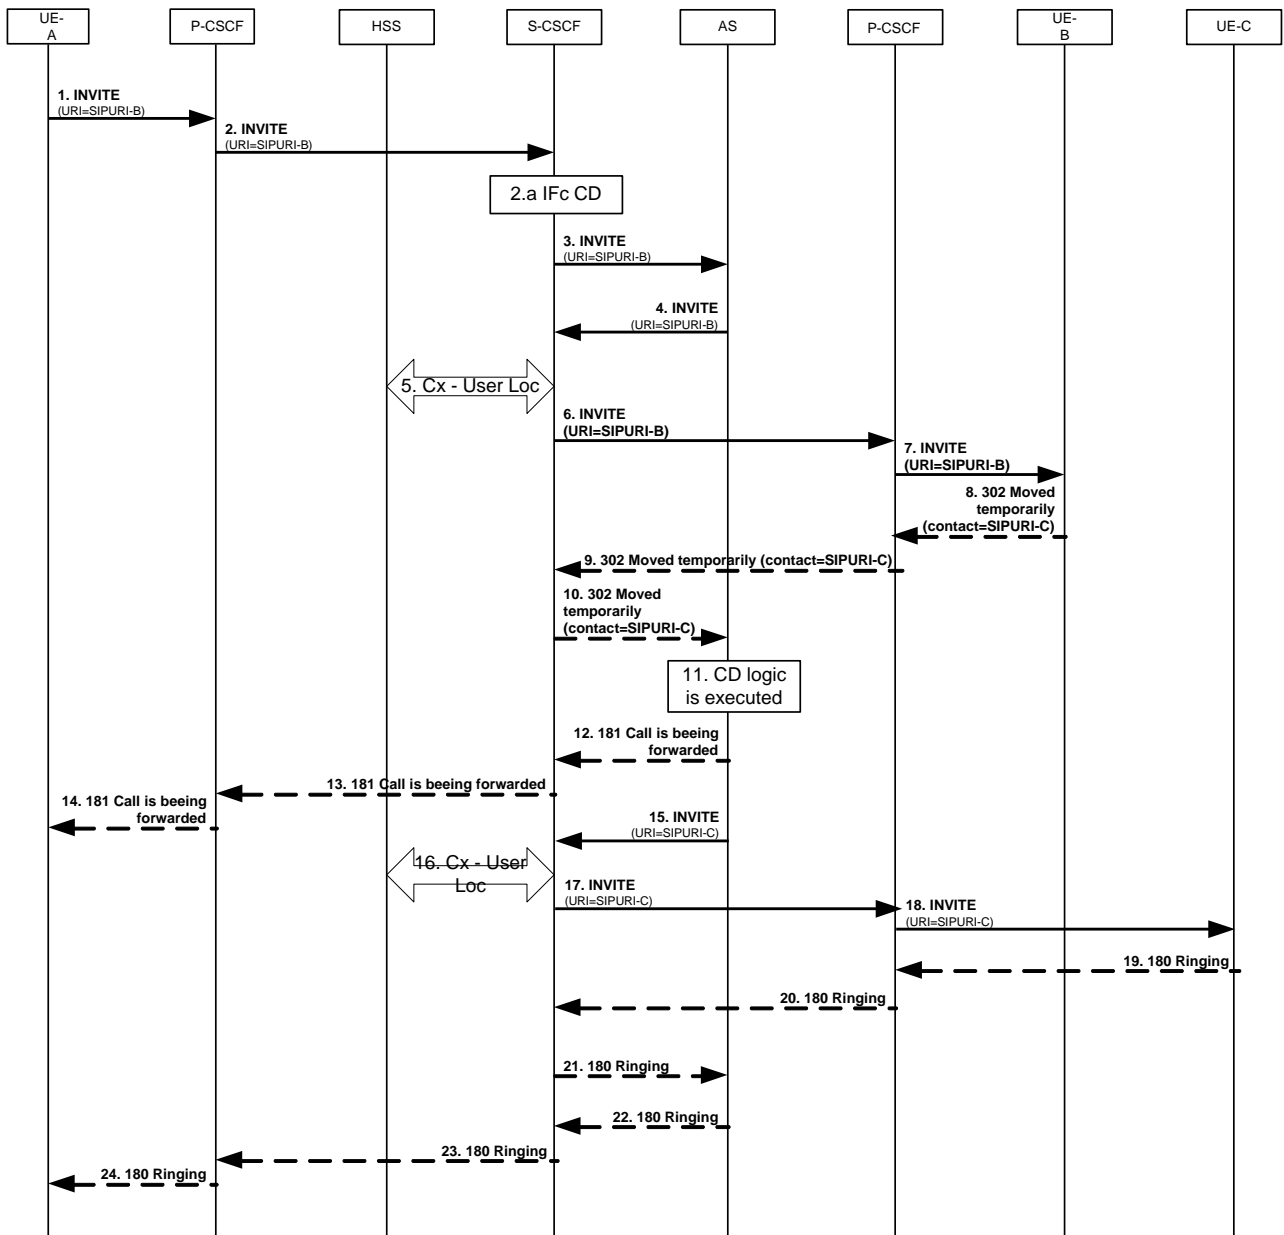 UE-
A
P-CSCF
HSS
S-CSCF
AS
P-CSCF
UE-
B
UE-C
1. INVITE
(URI=SIPURI-B)
2. INVITE
(URI=SIPURI-B)
2.a IFc CD
3. INVITE
(URI=SIPURI-B)
4. INVITE
(URI=SIPURI-B)
5. Cx - User Loc
6. INVITE
(URI=SIPURI-B)
7. INVITE
(URI=SIPURI-B)
8. 302 Moved
temporarily
(contact=SIPURI-C)
9. 302 Moved temporarily (contact=SIPURI-C)
10. 302 Moved
temporarily
(contact=SIPURI-C)
11. CD logic
is executed
12. 181 Call is beeing
forwarded
13. 181 Call is beeing forwarded
14. 181 Call is beeing
forwarded
15. INVITE
(URI=SIPURI-C)
16. Cx - User
Loc
17. INVITE
(URI=SIPURI-C)
18. INVITE
(URI=SIPURI-C)
19. 180 Ringing
20. 180 Ringing
21. 180 Ringing
22. 180 Ringing
23. 180 Ringing
24. 180 Ringing